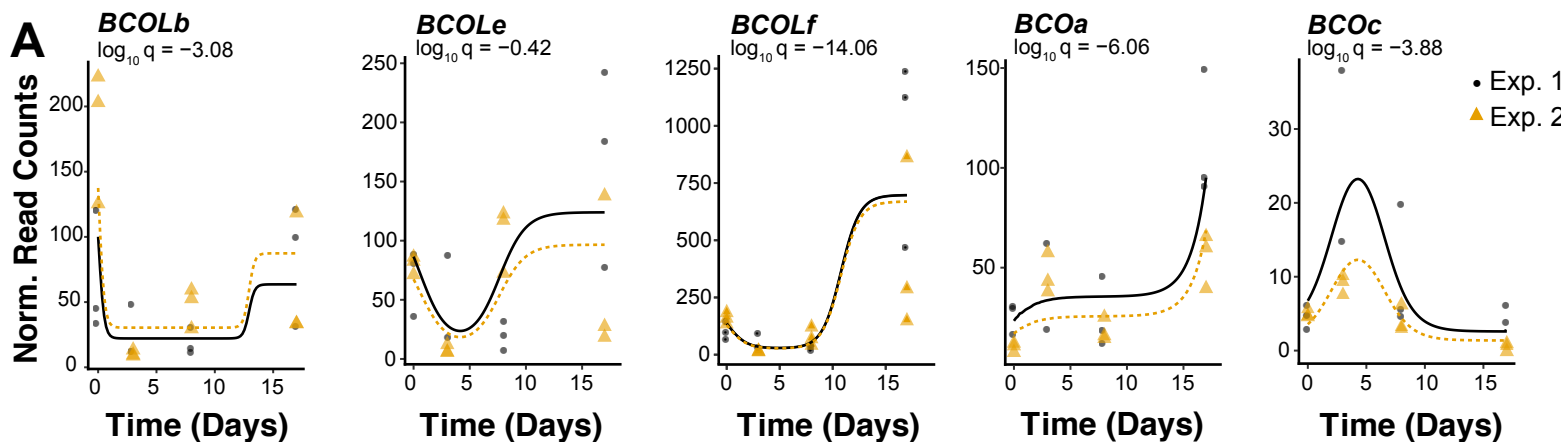 A
Norm. Read Counts
BCOLb
log10 q = −3.08
200
150
100
50
0
0 5 10 15
Time (Days)
BCOLe
log10 q = −0.42
250
200
150
100
50
0
0 5 10 15
Time (Days)
BCOLf
log10 q = −14.06
1250
1000
750
500
250
0
0 5 10 15
Time (Days)
BCOa
log10 q = −6.06
150
100
50
0 5 10 15
Time (Days)
BCOc
log10 q = −3.88
30
20
10
0
0 5 10 15
Time (Days)
Exp. 1
Exp. 2